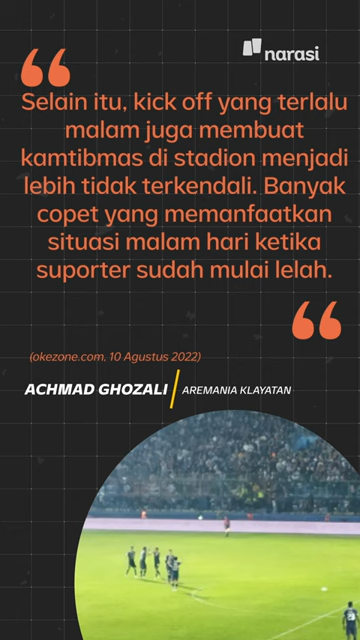 narasi
Selain itu, kick off yang terlalu
malam juga membuat
kamtibmas di stadion menjadi
lebih tidak terkendali. Banyak
copet yang memanfaatkan
situasi malam hari ketika
suporter sudah mulai lelah.
(okezone.com, 10 Agustus 2022)
ACHMAD GHOZALI / AREMANIA KLAYATAN